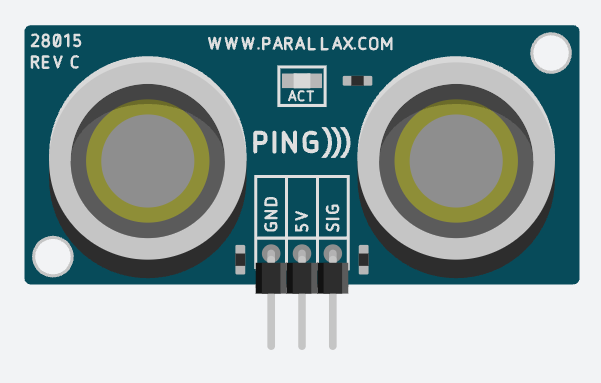 28015
REV C
WWW.PARALLAX.COM
ACT
PING)))
GND
5V
SIG